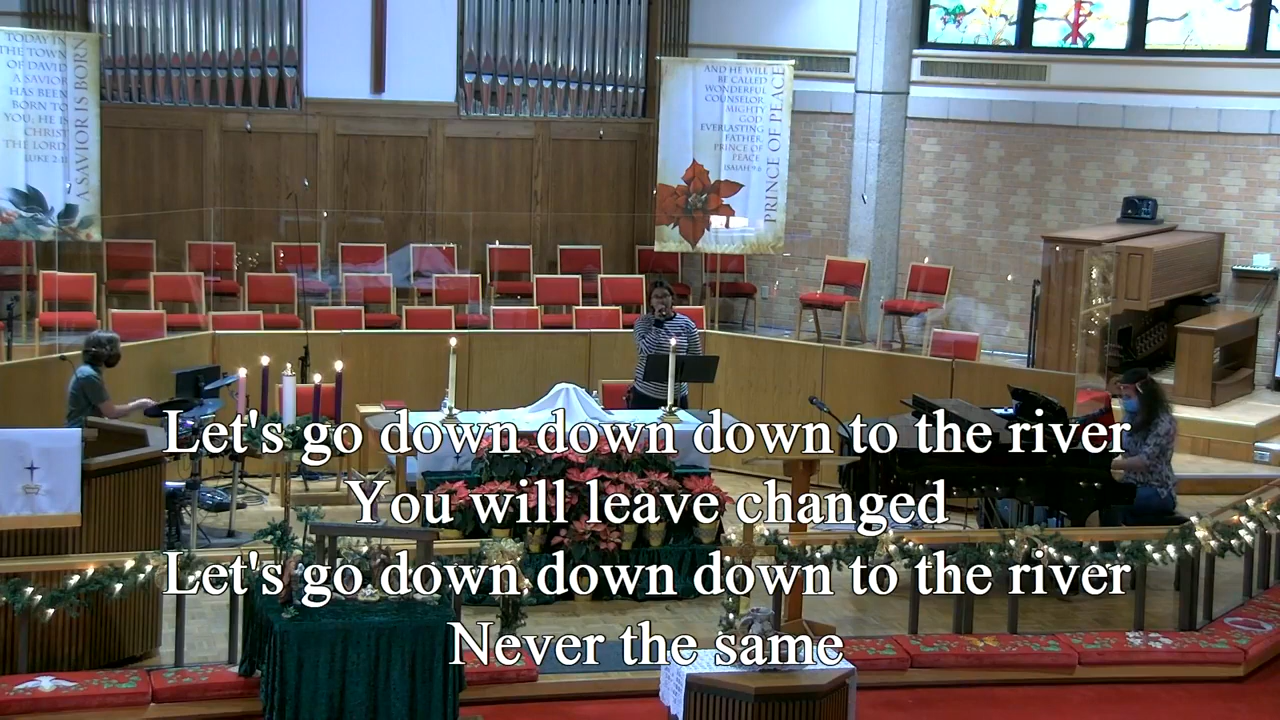 TODAY IN
THE TOWN
OF DAVID
A SAVIOR
HAS BEEN
BORN TO
YOU; HE IS
CHRIST
THE LORD.
LUKE 2:11
A SAVIOR IS BORN
AND HE WILL
BE CALLED
WONDERFUL
COUNSELOR,
MIGHTY
GOD,
EVERLASTING
FATHER,
PRINCE OF
PEACE
ISAIAH 9:6
PRINCE OF PEACE
Let's go down down down to the river
You will leave changed
Let's go down down down to the river
Never the same